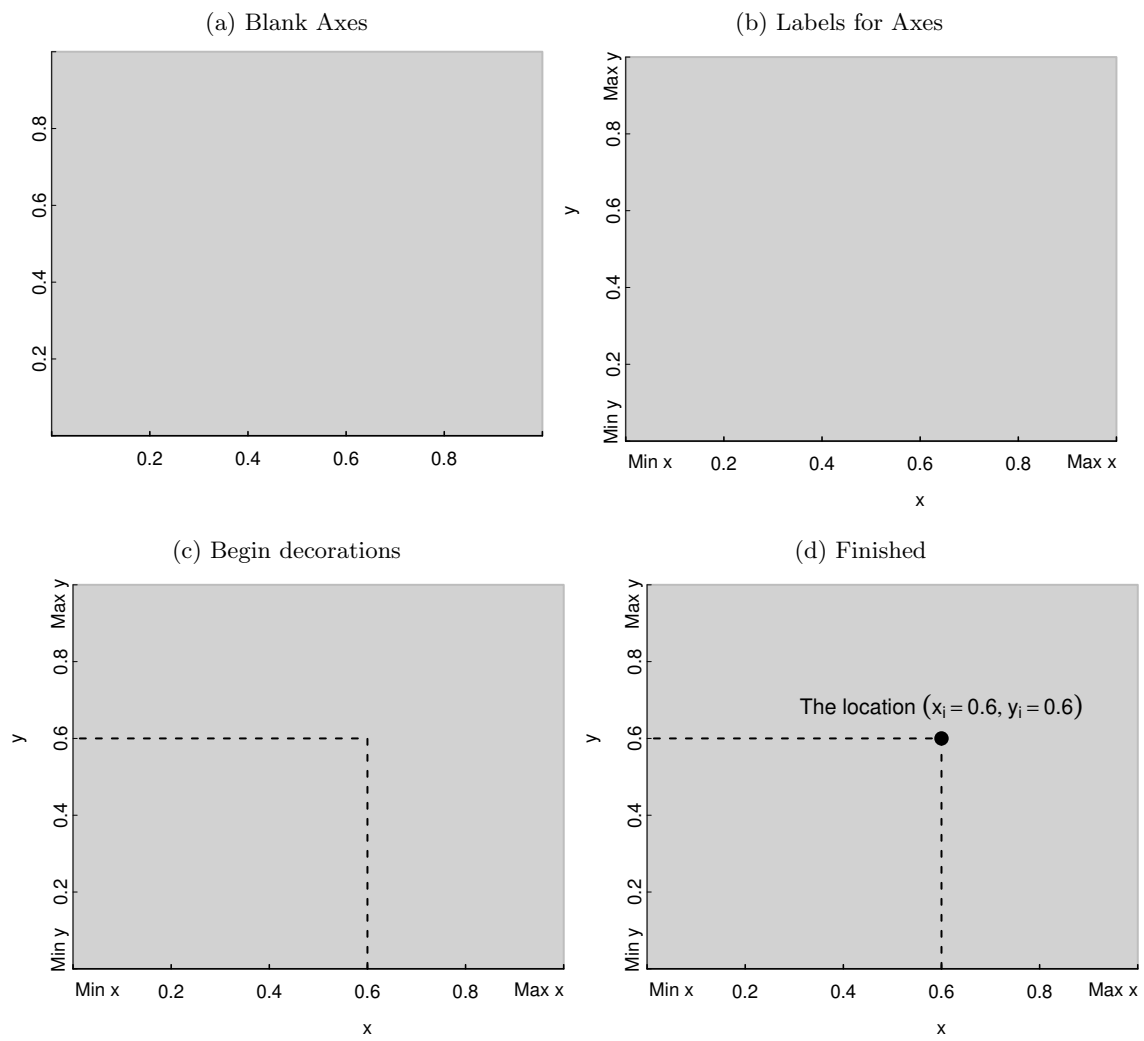 (a) Blank Axes
0.8
0.6
0.4
0.2
0.2 0.4 0.6 0.8
(b) Labels for Axes
Max y
0.8
0.6
0.4
0.2
Min y
y
Min x 0.2 0.4 0.6 0.8 Max x
x
(c) Begin decorations
Max y
0.8
0.6
0.4
0.2
Min y
y
Min x 0.2 0.4 0.6 0.8 Max x
x
(d) Finished
Max y
0.8
0.6
0.4
0.2
Min y
y
The location (xi = 0.6, yi = 0.6)
Min x 0.2 0.4 0.6 0.8 Max x
x